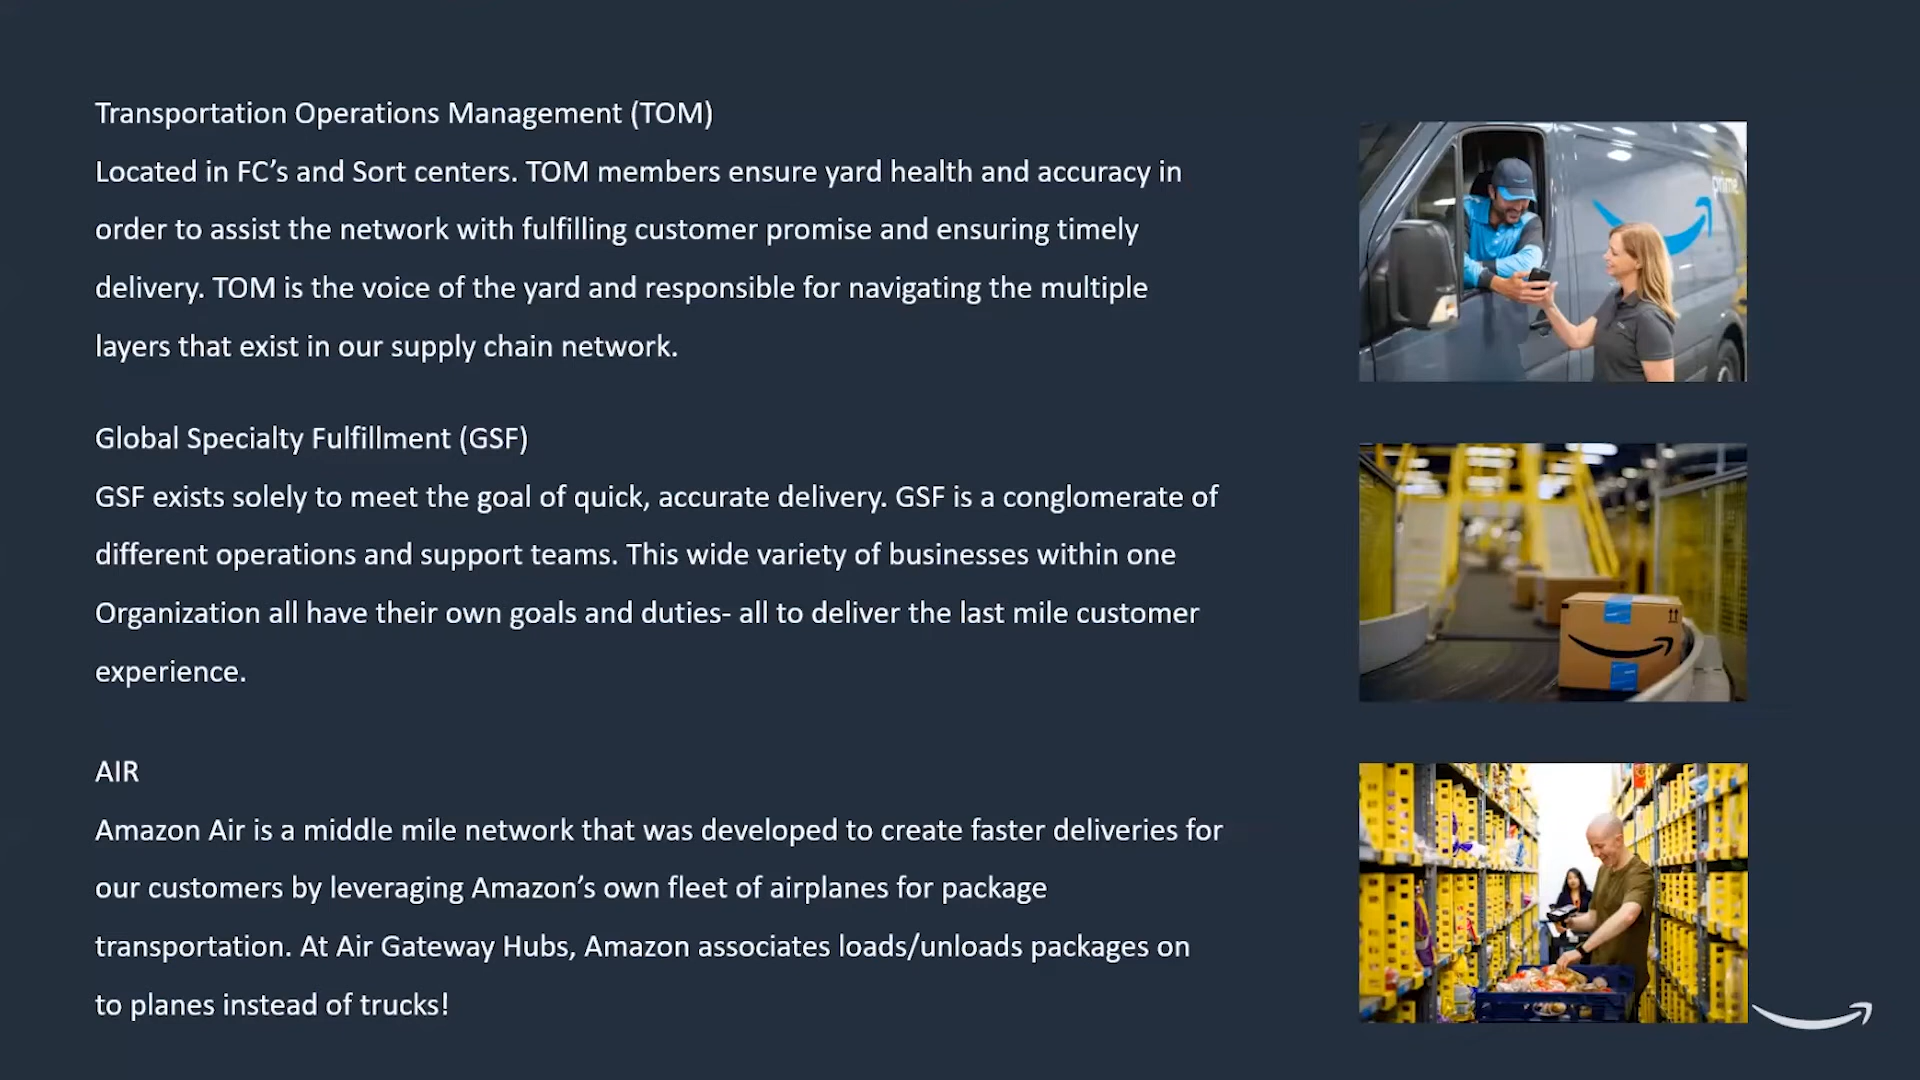 Transportation Operations Management (TOM)
Located in FC’s and Sort centers. TOM members ensure yard health and accuracy in
order to assist the network with fulfilling customer promise and ensuring timely
delivery. TOM is the voice of the yard and responsible for navigating the multiple
layers that exist in our supply chain network.
prime
Global Specialty Fulfillment (GSF)
GSF exists solely to meet the goal of quick, accurate delivery. GSF is a conglomerate of
different operations and support teams. This wide variety of businesses within one
Organization all have their own goals and duties- all to deliver the last mile customer
experience.
AIR
Amazon Air is a middle mile network that was developed to create faster deliveries for
our customers by leveraging Amazon’s own fleet of airplanes for package
transportation. At Air Gateway Hubs, Amazon associates loads/unloads packages on
to planes instead of trucks!